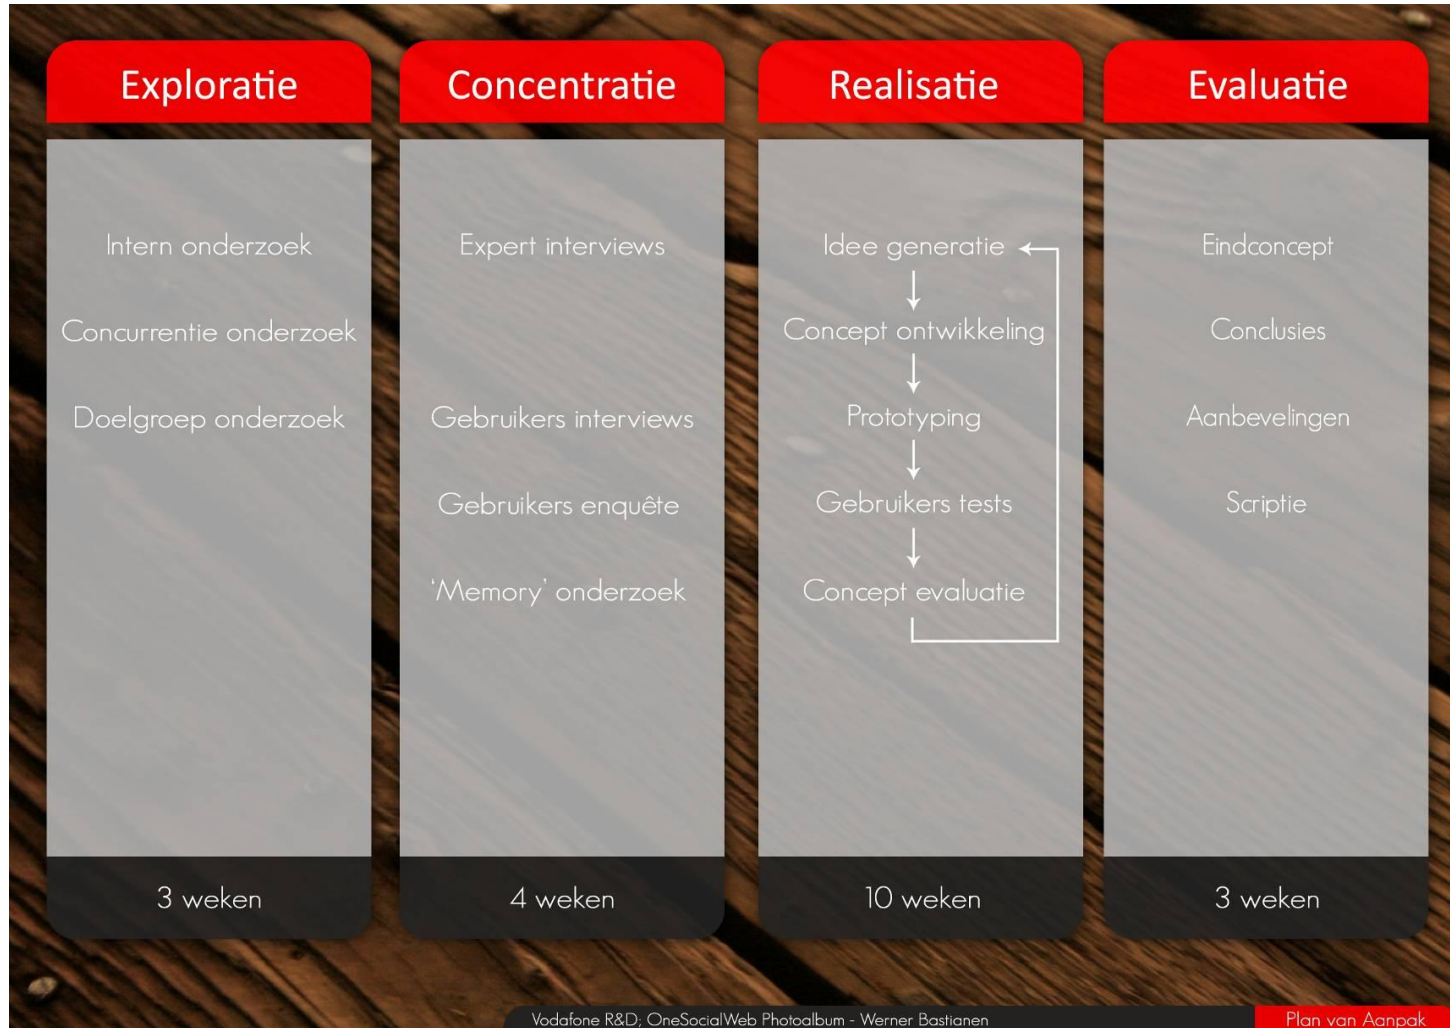 Exploratie
Intern onderzoek
Concurrentie onderzoek
Doelgroep onderzoek
3 weken
Concentratie
Expert interviews
Gebruikers interviews
Gebruikers enquête
'Memory' onderzoek
4 weken
Realisatie
Idee generatie
Concept ontwikkeling
Prototyping
Gebruikers tests
Concept evaluatie
10 weken
Evaluatie
Eindconcept
Conclusies
Aanbevelingen
Scriptie
3 weken
Vodafone R&D; OneSocialWeb Photoalbum - Werner Bastianen
Plan van Aanpak